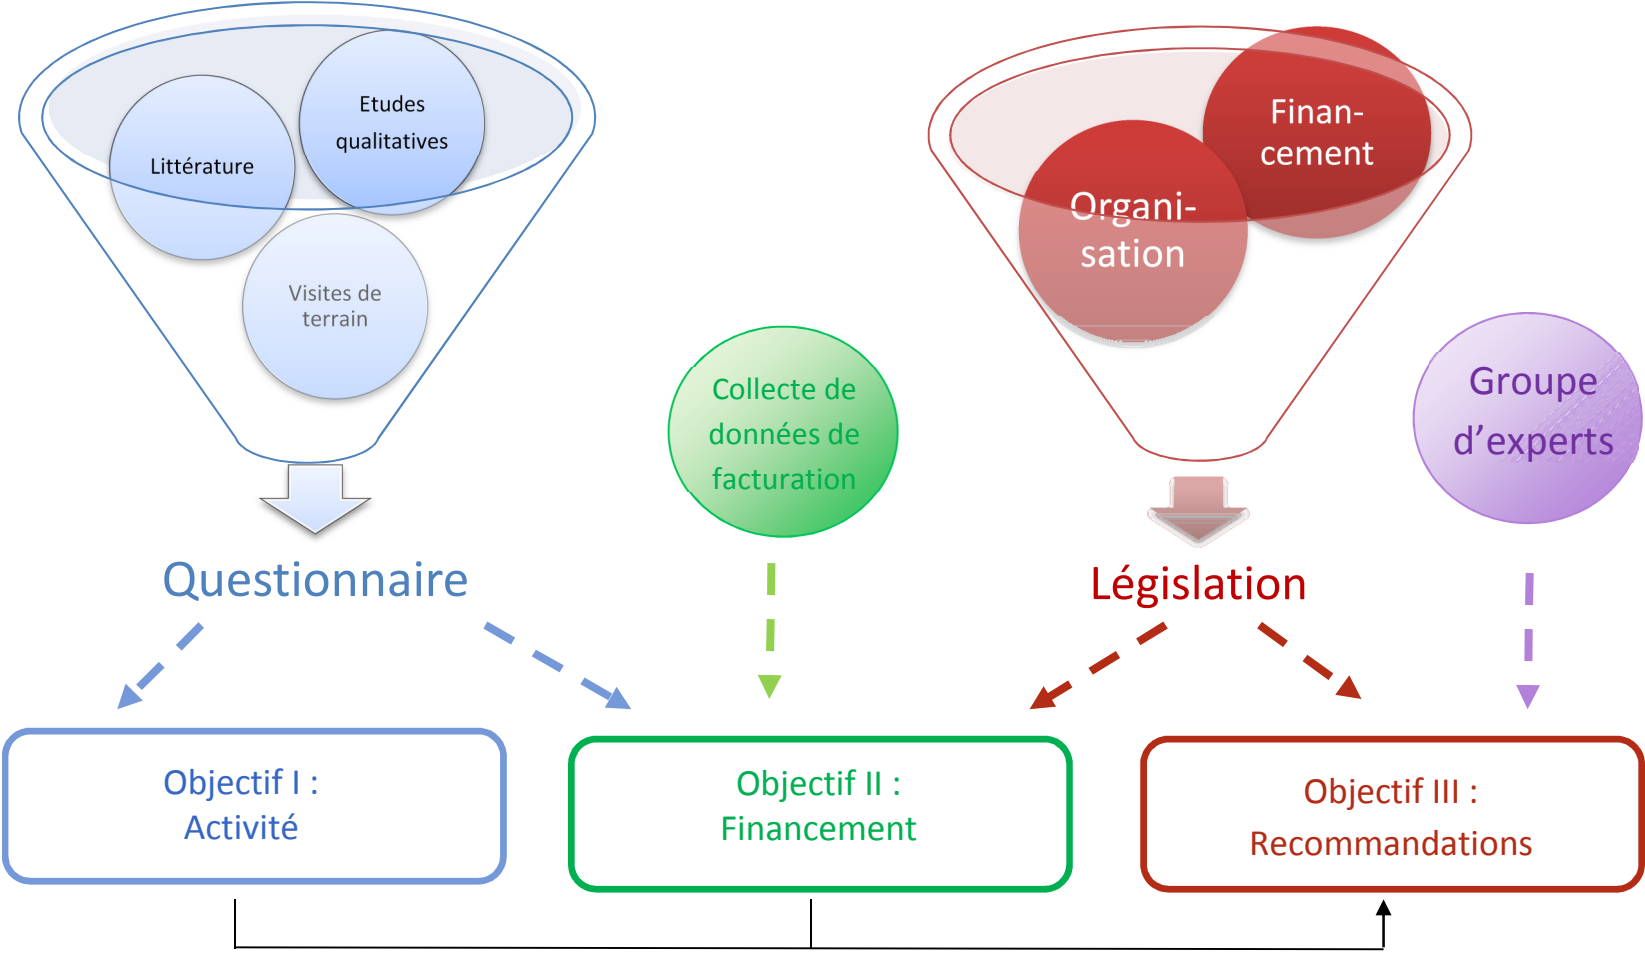 Etudes
qualitatives
Littérature
Visites de
terrain
Finan-
cement
Organi-
sation
Collecte de
données de
facturation
Groupe
d’experts
Questionnaire
Législation
Objectif I :
Activité
Objectif II :
Financement
Objectif III :
Recommandations